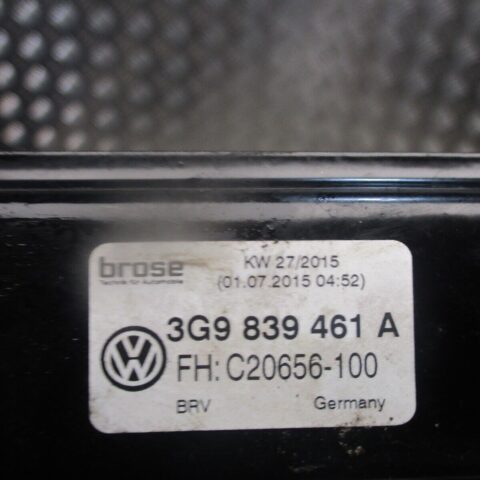 brose
Technik für Automobile
KW 27/2015
(01.07.2015 04:52)
VW
3G9 839 461 A
FH: C20656-100
BRV Germany